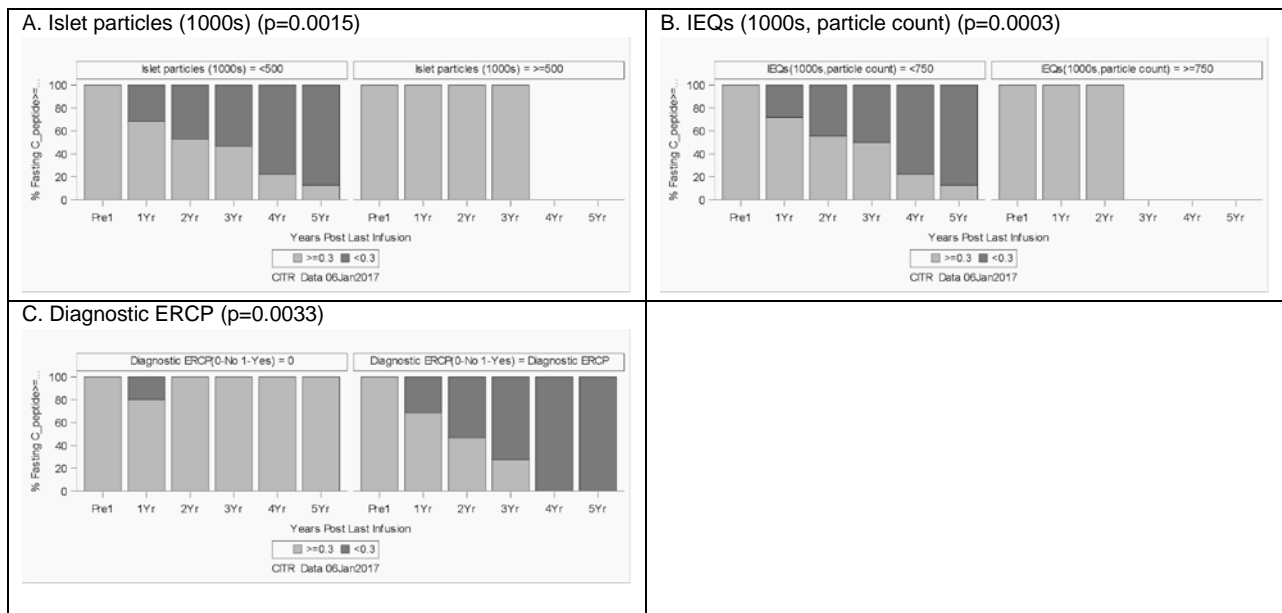 A. Islet particles (1000s) (p=0.0015)
Islet particles (1000s) = <500
Islet particles (1000s) = >=500
% Fasting C_peptide>=...
100
80
60
40
20
0
Pre1 1Yr 2Yr 3Yr 4Yr 5Yr
Pre1 1Yr 2Yr 3Yr 4Yr 5Yr
Years Post Last Infusion
>=0.3 <0.3
CITR Data 06Jan2017
B. IEQs (1000s, particle count) (p=0.0003)
IEQs(1000s,particle count) = <750
IEQs(1000s,particle count) = >=750
% Fasting C_peptide>=...
100
80
60
40
20
0
Pre1 1Yr 2Yr 3Yr 4Yr 5Yr
Pre1 1Yr 2Yr 3Yr 4Yr 5Yr
Years Post Last Infusion
>=0.3 <0.3
CITR Data 06Jan2017
C. Diagnostic ERCP (p=0.0033)
Diagnostic ERCP(0-No 1-Yes) = 0
Diagnostic ERCP(0-No 1-Yes) = Diagnostic ERCP
% Fasting C_peptide>=...
100
80
60
40
20
0
Pre1 1Yr 2Yr 3Yr 4Yr 5Yr
Pre1 1Yr 2Yr 3Yr 4Yr 5Yr
Years Post Last Infusion
>=0.3 <0.3
CITR Data 06Jan2017